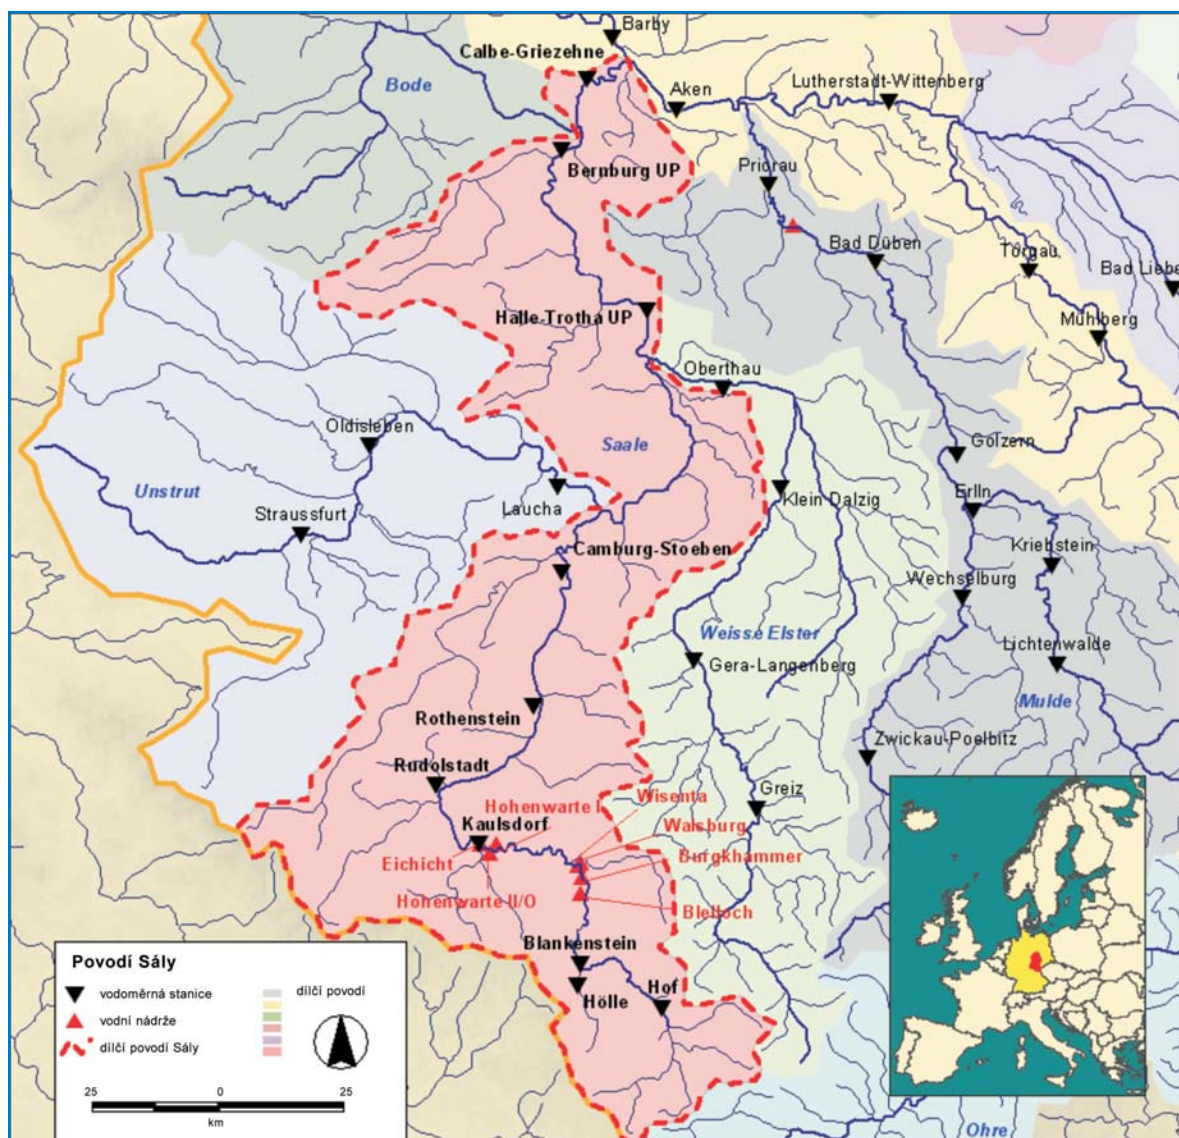 Barby
Calbe-Griezehne
Bode
Aken
Lutherstadt-Wittenberg
Bernburg UP
Priorau
Bad Düben
Torgau
Bad Liebe
Halle-Trotha UP
Mühlberg
Oberthau
Oldisleben
Saale
Golzern
Unstrut
Laucha
Klein Dalzig
Erlln
Straussfurt
Camburg-Stoeben
Kriebstein
Wechselburg
Weisse Elster
Gera-Langenberg
Lichtenwalde
Rothenstein
Mulde
Zwickau-Poelbitz
Rudolstadt
Hohenwarte I
Wisenta
Greiz
Kaulsdorf
Walsburg
Eichicht
Burgkhammer
Hohenwarte II/O
Bleiloch
Blankenstein
Hölle
Hof
Povodí Sály
vodoměrná stanice
vodní nádrže
dílčí povodí Sály
dílčí povodí
25 0 25
km
Ohre